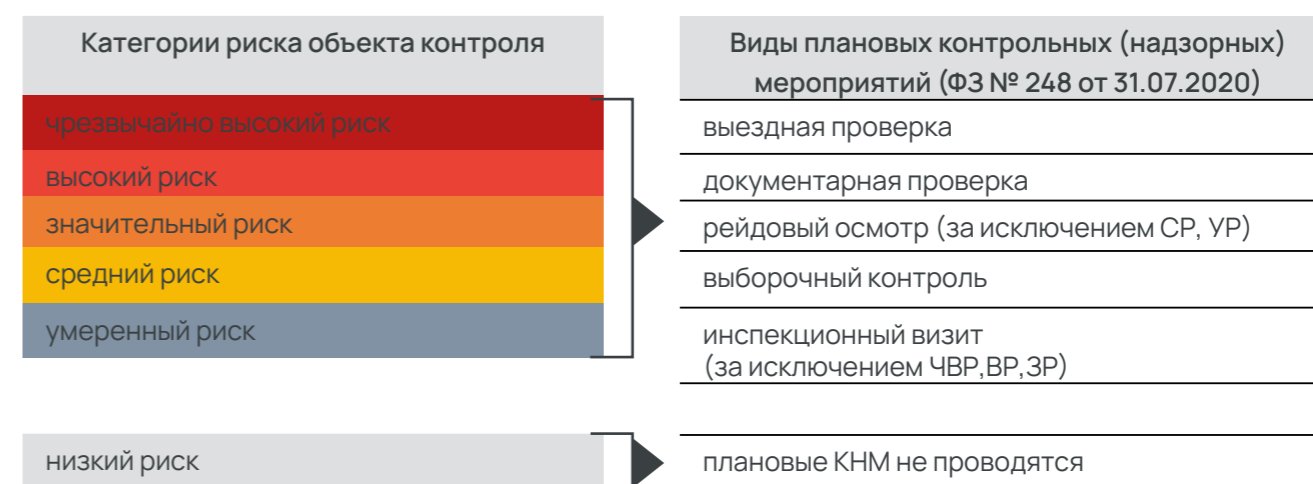 Категории риска объекта контроля
Виды плановых контрольных (надзорных)
мероприятий (ФЗ № 248 от 31.07.2020)
чрезвычайно высокий риск
выездная проверка
высокий риск
документарная проверка
значительный риск
рейдовый осмотр (за исключением СР, УР)
средний риск
выборочный контроль
умеренный риск
инспекционный визит
(за исключением ЧВР,ВР,ЗР)
низкий риск
плановые КНМ не проводятся